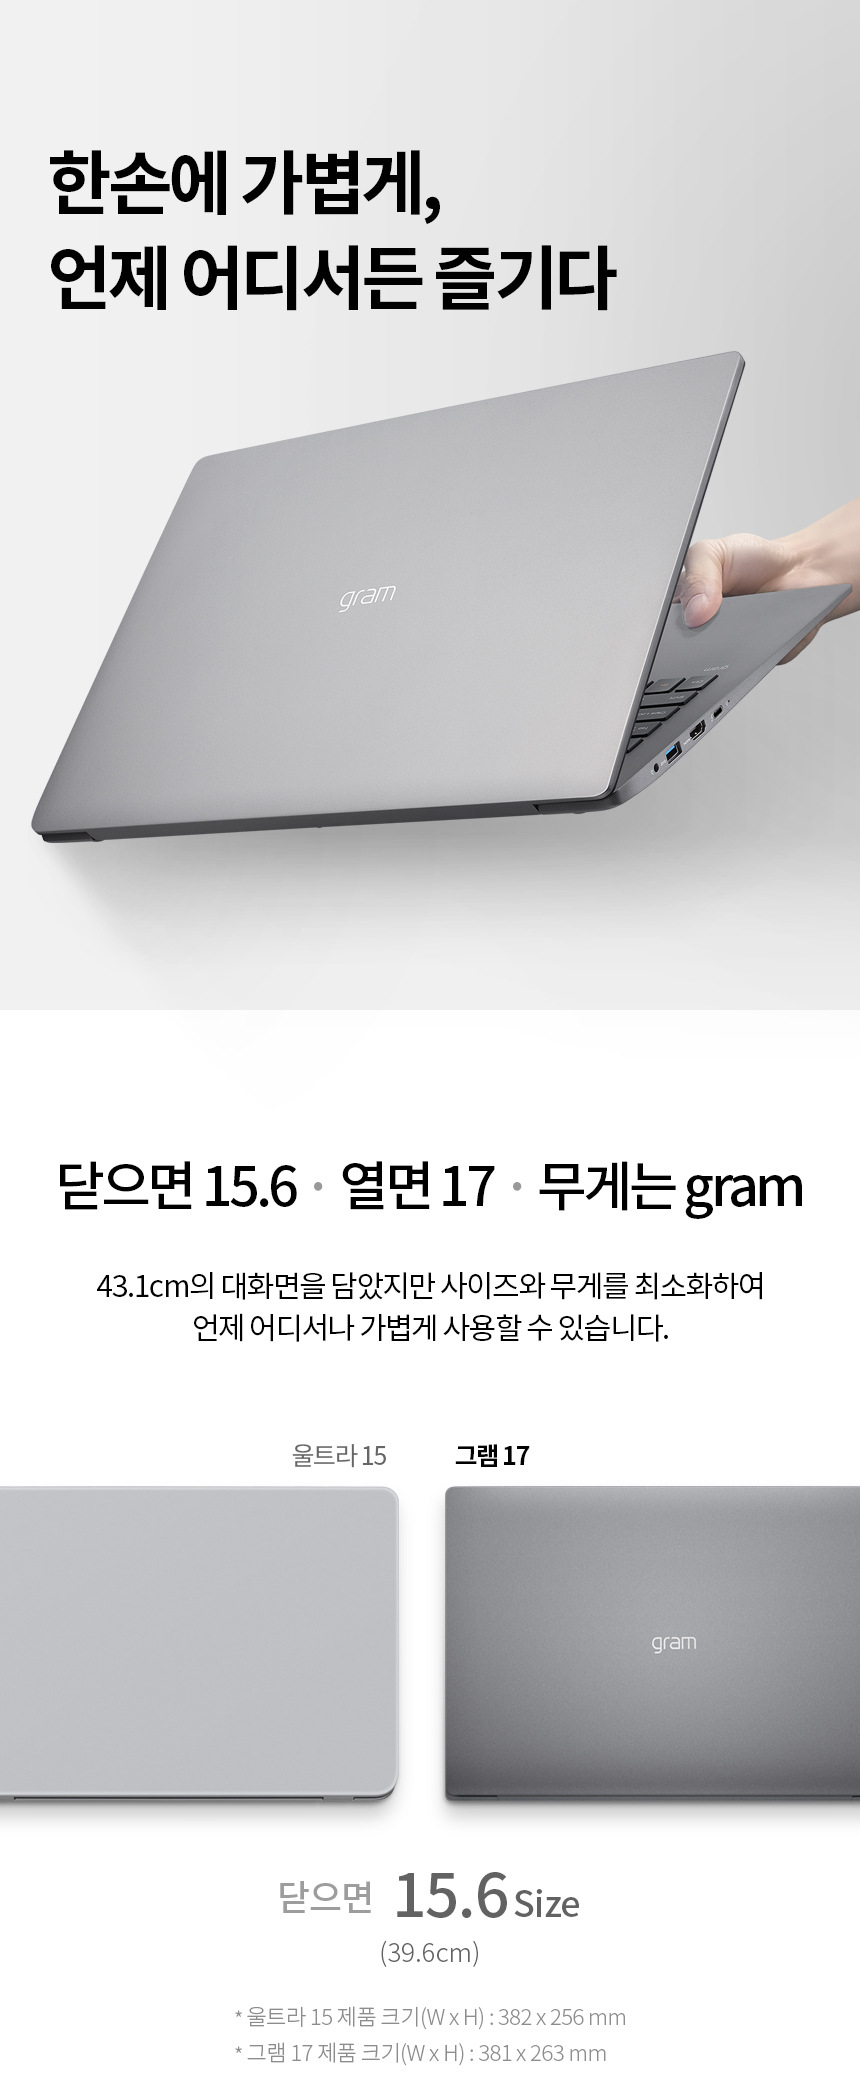 한손에 가볍게,
언제 어디서든 즐기다
gram
닫으면 15.6 · 열면 17 · 무게는 gram
43.1cm의 대화면을 담았지만 사이즈와 무게를 최소화하여
언제 어디서나 가볍게 사용할 수 있습니다.
울트라 15
그램 17
gram
닫으면 15.6 Size
(39.6cm)
* 울트라 15 제품 크기(W x H) : 382 x 256 mm
* 그램 17 제품 크기(W x H) : 381 x 263 mm